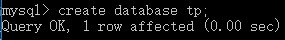 mysql> create database tp;
Query OK, 1 row affected (0.00 sec)